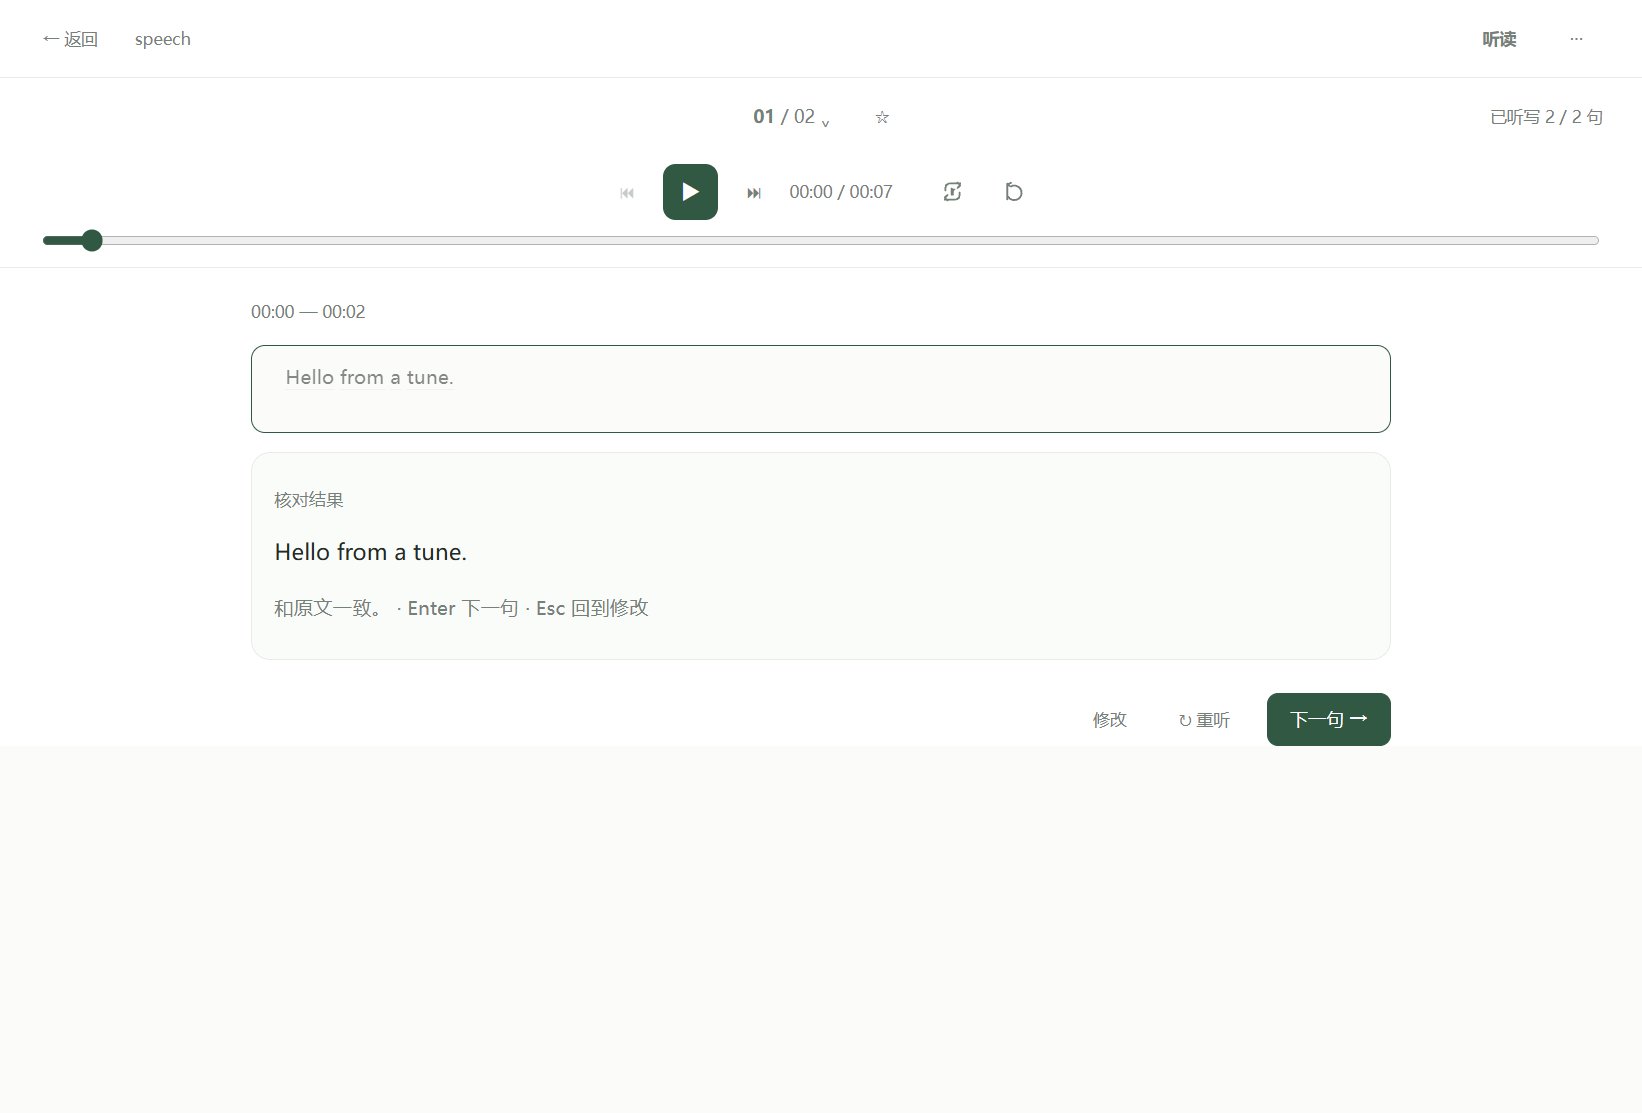 ← 返回 speech 听读 ···
01 / 02 ˅ ☆ 已听写 2 / 2 句
00:00 / 00:07
00:00 — 00:02
Hello from a tune.
核对结果
Hello from a tune.
和原文一致。 · Enter 下一句 · Esc 回到修改
修改 ↻ 重听 下一句 →